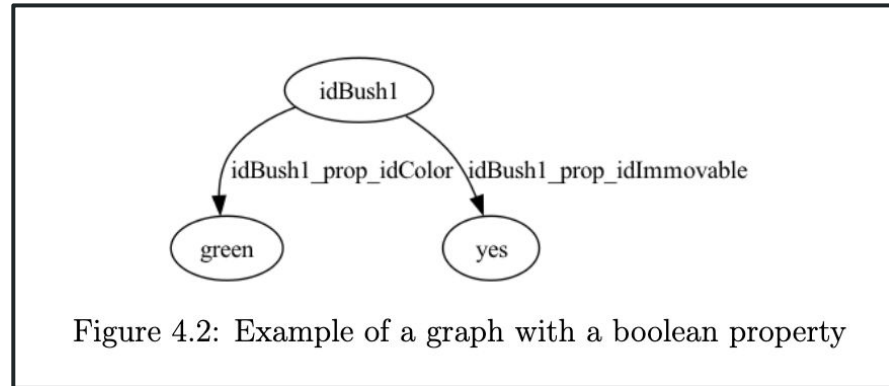 idBush1
idBush1_prop_idColor idBush1_prop_idImmovable
green yes
Figure 4.2: Example of a graph with a boolean property